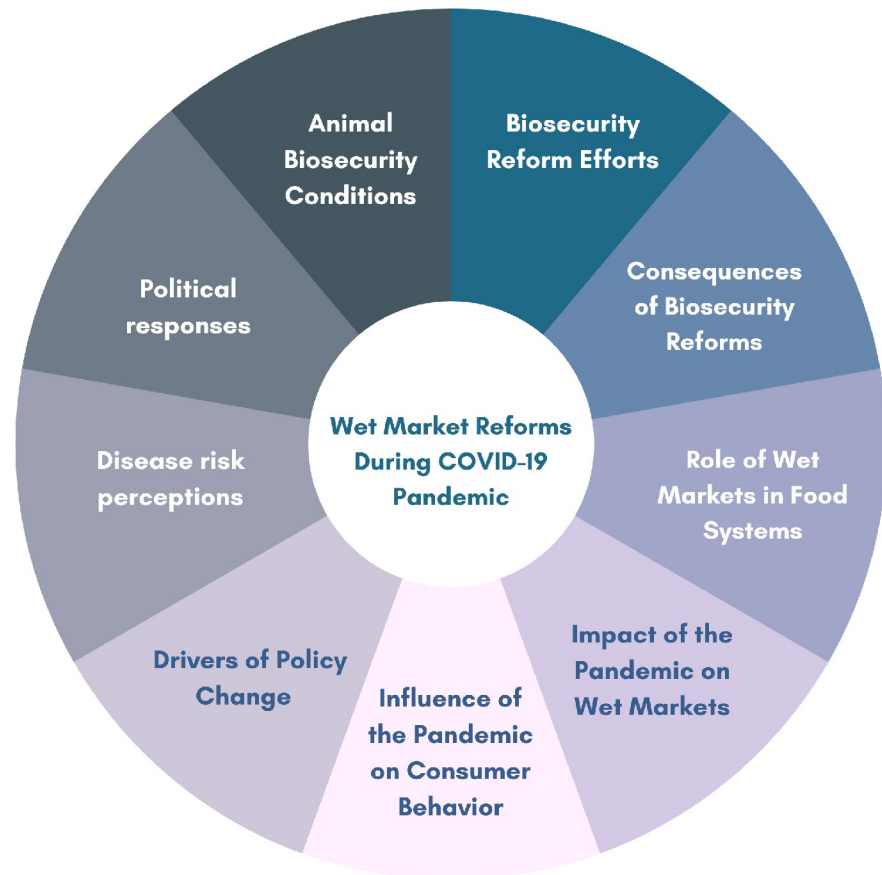 Animal
Biosecurity
Conditions
Biosecurity
Reform Efforts
Consequences
of Biosecurity
Reforms
Role of Wet
Markets in Food
Systems
Impact of the
Pandemic on
Wet Markets
Influence of
the Pandemic
on Consumer
Behavior
Drivers of Policy
Change
Disease risk
perceptions
Political
responses
Wet Market Reforms
During COVID-19
Pandemic